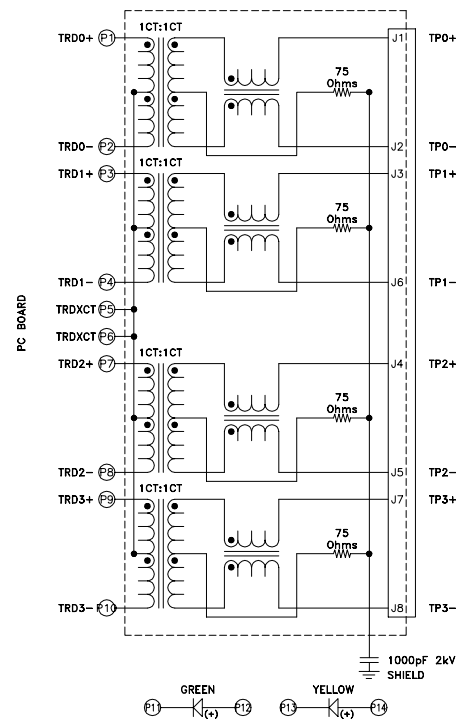 1CT:1CT
TRD0+ P1 J1 TP0+
75
Ohms
TRD0- P2 J2 TP0-
TRD1+ P3 J3 TP1+
1CT:1CT
75
Ohms
TRD1- P4 J6 TP1-
TRDXCT P5
PC BOARD
TRDXCT P6
1CT:1CT
TRD2+ P7 J4 TP2+
75
Ohms
TRD2- P8 J5 TP2-
1CT:1CT
TRD3+ P9 J7 TP3+
75
Ohms
TRD3- P10 J8 TP3-
1000pF 2kV
SHIELD
GREEN YELLOW
P11 P12 P13 P14
(+) (+)